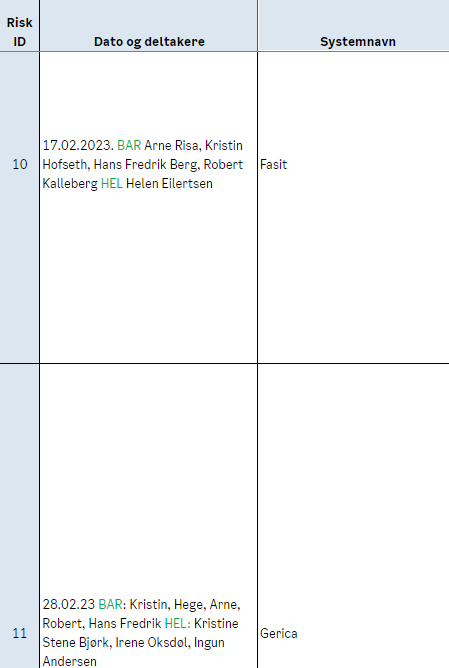 Risk
ID
Dato og deltakere
Systemnavn
17.02.2023. BAR Arne Risa, Kristin
Hofseth, Hans Fredrik Berg, Robert
Kalleberg HEL Helen Eilertsen
10
Fasit
28.02.23 BAR: Kristin, Hege, Arne,
Robert, Hans Fredrik HEL: Kristine
Stene Bjørk, Irene Oksdøl, Ingun
Andersen
11
Gerica